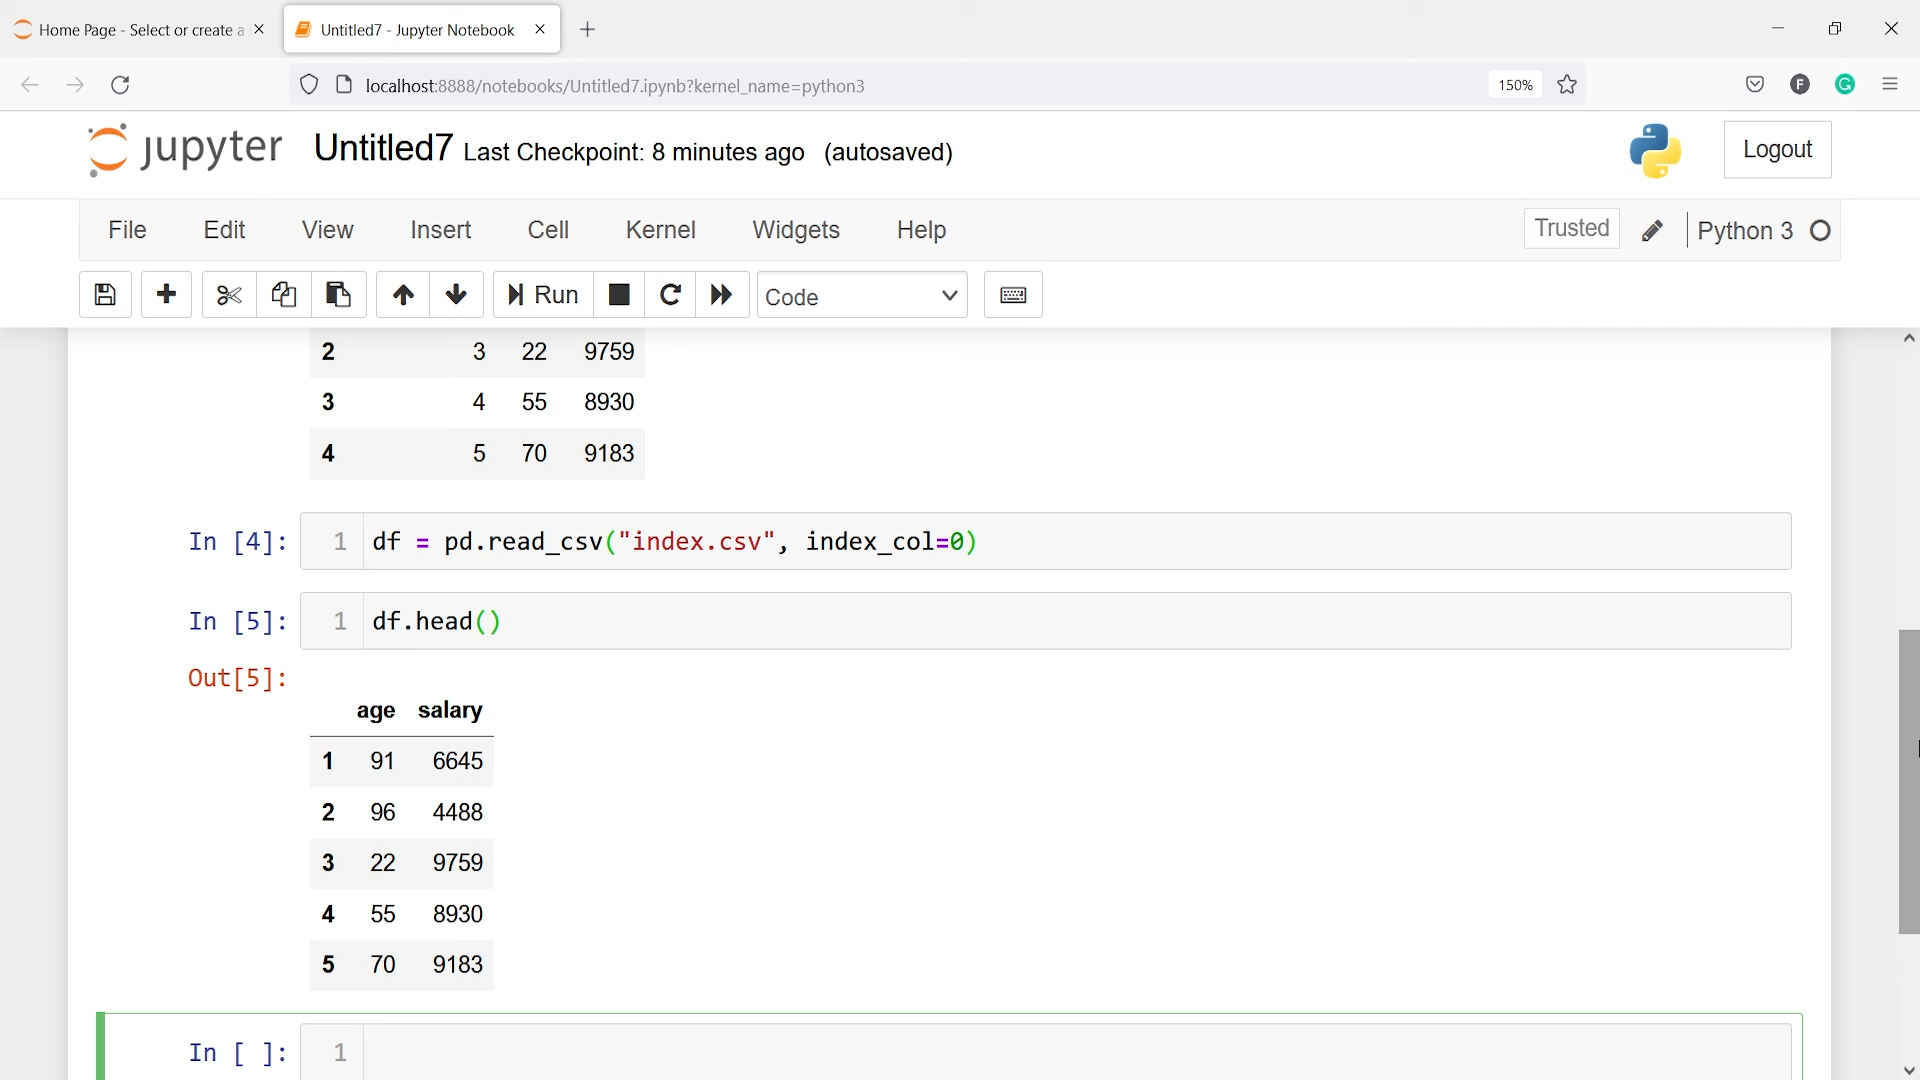 Home Page - Select or create a
Untitled7 - Jupyter Notebook
localhost:8888/notebooks/Untitled7.ipynb?kernel_name=python3
150%
F
G
jupyter Untitled7 Last Checkpoint: 8 minutes ago (autosaved)
Logout
File Edit View Insert Cell Kernel Widgets Help
Trusted
Python 3
Run
Code
2 3 22 9759
3 4 55 8930
4 5 70 9183
In [4]: 1 df = pd.read_csv("index.csv", index_col=0)
In [5]: 1 df.head()
Out[5]:
age salary
1 91 6645
2 96 4488
3 22 9759
4 55 8930
5 70 9183
In [ ]: 1